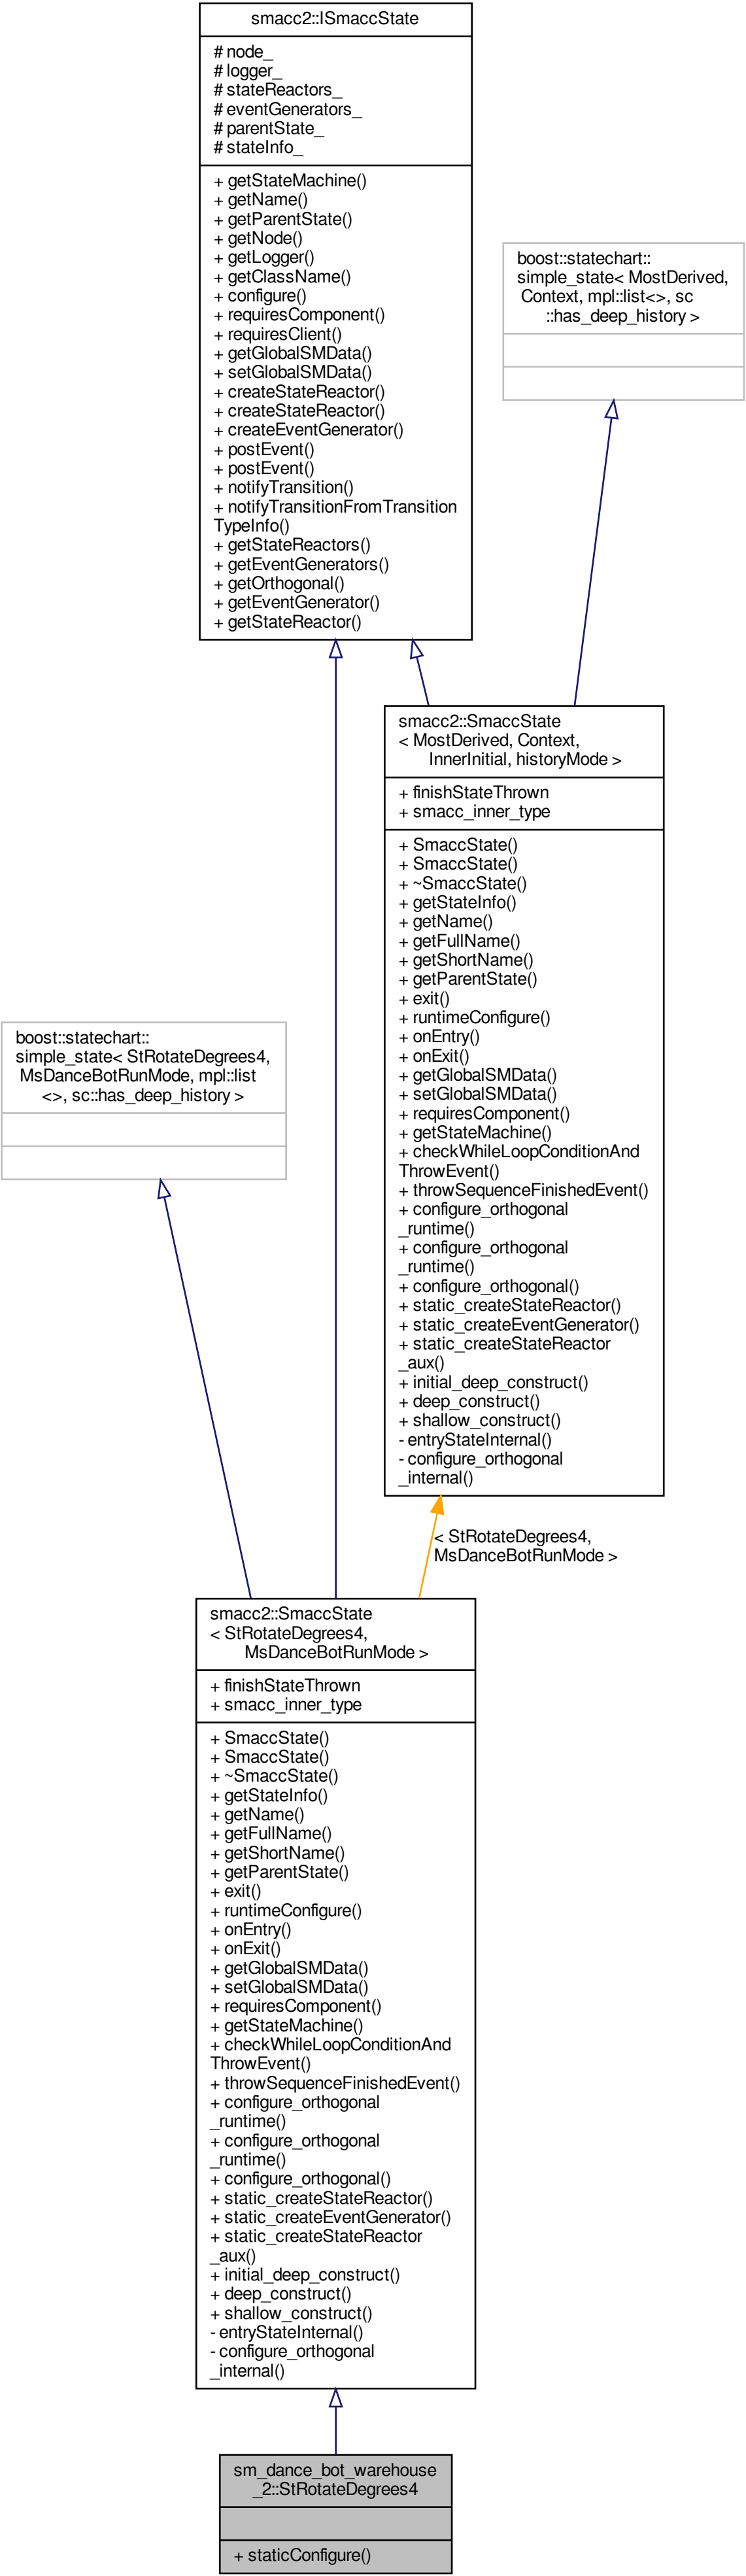 smacc2::ISmaccState
# node_
# logger_
# stateReactors_
# eventGenerators_
# parentState_
# stateInfo_
+ getStateMachine()
+ getName()
+ getParentState()
+ getNode()
+ getLogger()
+ getClassName()
+ configure()
+ requiresComponent()
+ requiresClient()
+ getGlobalSMData()
+ setGlobalSMData()
+ createStateReactor()
+ createStateReactor()
+ createEventGenerator()
+ postEvent()
+ postEvent()
+ notifyTransition()
+ notifyTransitionFromTransition
TypeInfo()
+ getStateReactors()
+ getEventGenerators()
+ getOrthogonal()
+ getEventGenerator()
+ getStateReactor()
boost::statechart::
simple_state< MostDerived,
Context, mpl::list<>, sc
::has_deep_history >
smacc2::SmaccState
< MostDerived, Context,
InnerInitial, historyMode >
+ finishStateThrown
+ smacc_inner_type
+ SmaccState()
+ SmaccState()
+ ~SmaccState()
+ getStateInfo()
+ getName()
+ getFullName()
+ getShortName()
+ getParentState()
+ exit()
+ runtimeConfigure()
+ onEntry()
+ onExit()
+ getGlobalSMData()
+ setGlobalSMData()
+ requiresComponent()
+ getStateMachine()
+ checkWhileLoopConditionAnd
ThrowEvent()
+ throwSequenceFinishedEvent()
+ configure_orthogonal
_runtime()
+ configure_orthogonal
_runtime()
+ configure_orthogonal()
+ static_createStateReactor()
+ static_createEventGenerator()
+ static_createStateReactor
_aux()
+ initial_deep_construct()
+ deep_construct()
+ shallow_construct()
- entryStateInternal()
- configure_orthogonal
_internal()
boost::statechart::
simple_state< StRotateDegrees4,
MsDanceBotRunMode, mpl::list
<>, sc::has_deep_history >
< StRotateDegrees4,
MsDanceBotRunMode >
smacc2::SmaccState
< StRotateDegrees4,
MsDanceBotRunMode >
+ finishStateThrown
+ smacc_inner_type
+ SmaccState()
+ SmaccState()
+ ~SmaccState()
+ getStateInfo()
+ getName()
+ getFullName()
+ getShortName()
+ getParentState()
+ exit()
+ runtimeConfigure()
+ onEntry()
+ onExit()
+ getGlobalSMData()
+ setGlobalSMData()
+ requiresComponent()
+ getStateMachine()
+ checkWhileLoopConditionAnd
ThrowEvent()
+ throwSequenceFinishedEvent()
+ configure_orthogonal
_runtime()
+ configure_orthogonal
_runtime()
+ configure_orthogonal()
+ static_createStateReactor()
+ static_createEventGenerator()
+ static_createStateReactor
_aux()
+ initial_deep_construct()
+ deep_construct()
+ shallow_construct()
- entryStateInternal()
- configure_orthogonal
_internal()
sm_dance_bot_warehouse
_2::StRotateDegrees4
+ staticConfigure()